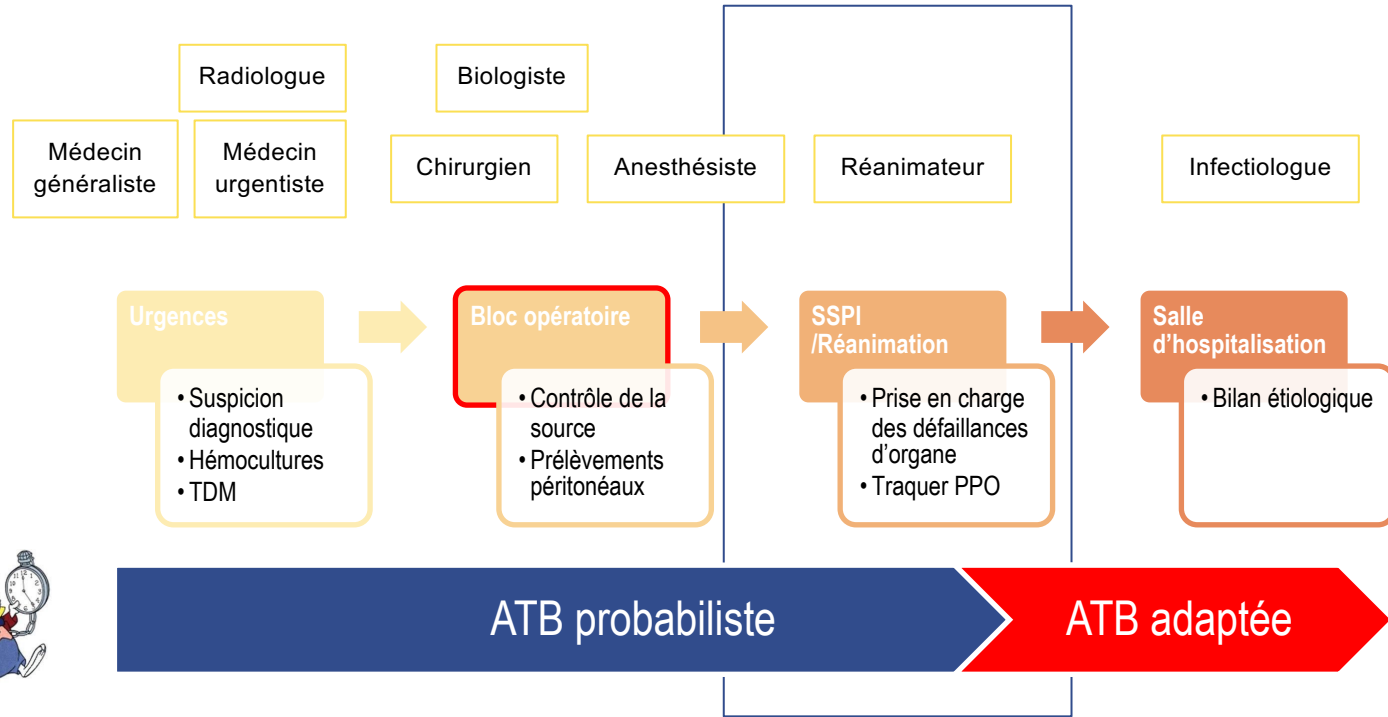 Radiologue
Biologiste
Médecin
généraliste
Médecin
urgentiste
Chirurgien
Anesthésiste
Réanimateur
Infectiologue
Urgences
• Suspicion
diagnostique
• Hémocultures
• TDM
Bloc opératoire
• Contrôle de la
source
• Prélèvements
péritonéaux
SSPI
/Réanimation
• Prise en charge
des défaillances
d'organe
• Traquer PPO
Salle
d'hospitalisation
• Bilan étiologique
ATB probabiliste
ATB adaptée